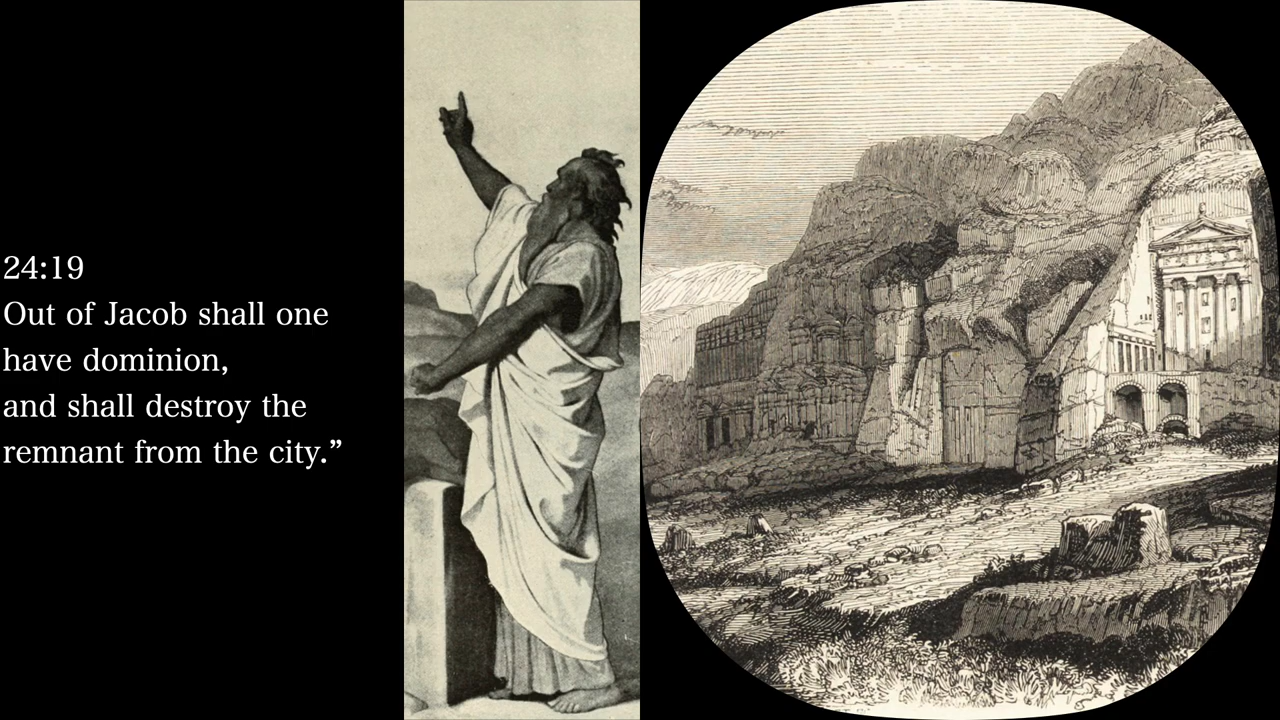 24:19
Out of Jacob shall one
have dominion,
and shall destroy the
remnant from the city.”